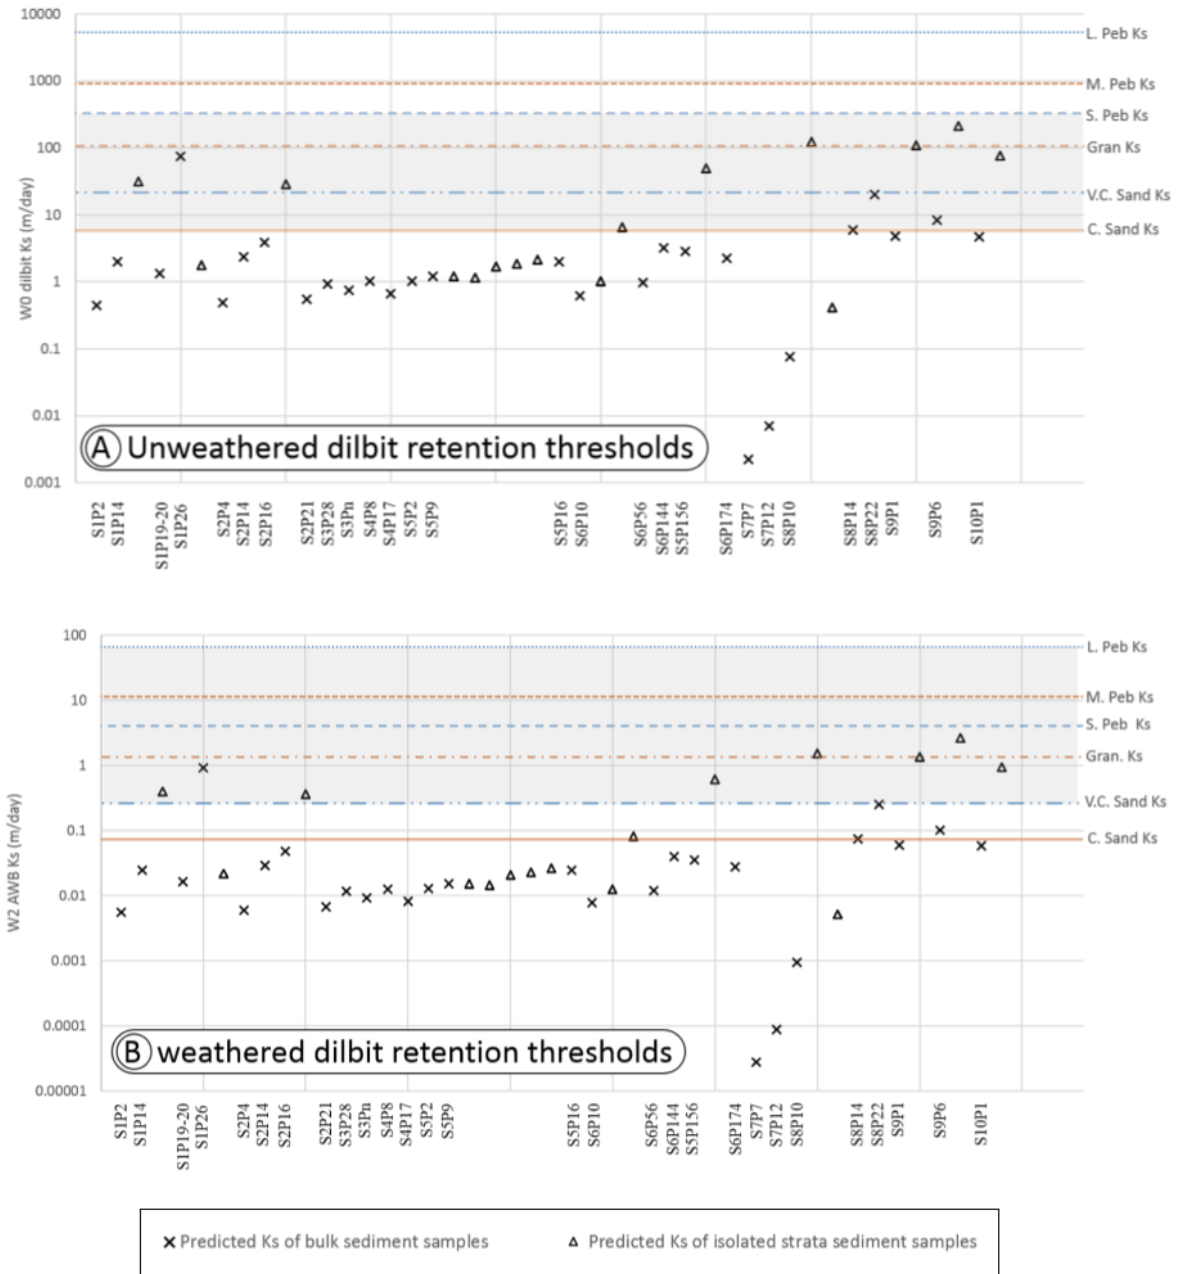 10000
L. Peb Ks
1000
M. Peb Ks
S. Peb Ks
100
Gran Ks
V.C. Sand Ks
10
C. Sand Ks
1
0.1
0.01
0.001
W0 dilbit Ks (m/day)
A Unweathered dilbit retention thresholds
S1P2
S1P14
S1P19-20
S1P26
S2P4
S2P14
S2P16
S2P21
S3P28
S3Pn
S4P8
S4P17
S5P2
S5P9
S5P16
S6P10
S6P56
S6P144
S5P156
S6P174
S7P7
S7P12
S8P10
S8P14
S8P22
S9P1
S9P6
S10P1
100
L. Peb Ks
10
M. Peb Ks
S. Peb Ks
Gran. Ks
1
V.C. Sand Ks
0.1
C. Sand Ks
0.01
0.001
0.0001
0.00001
W2 AWB Ks (m/day)
B weathered dilbit retention thresholds
S1P2
S1P14
S1P19-20
S1P26
S2P4
S2P14
S2P16
S2P21
S3P28
S3Pn
S4P8
S4P17
S5P2
S5P9
S5P16
S6P10
S6P56
S6P144
S5P156
S6P174
S7P7
S7P12
S8P10
S8P14
S8P22
S9P1
S9P6
S10P1
Predicted Ks of bulk sediment samples
Predicted Ks of isolated strata sediment samples